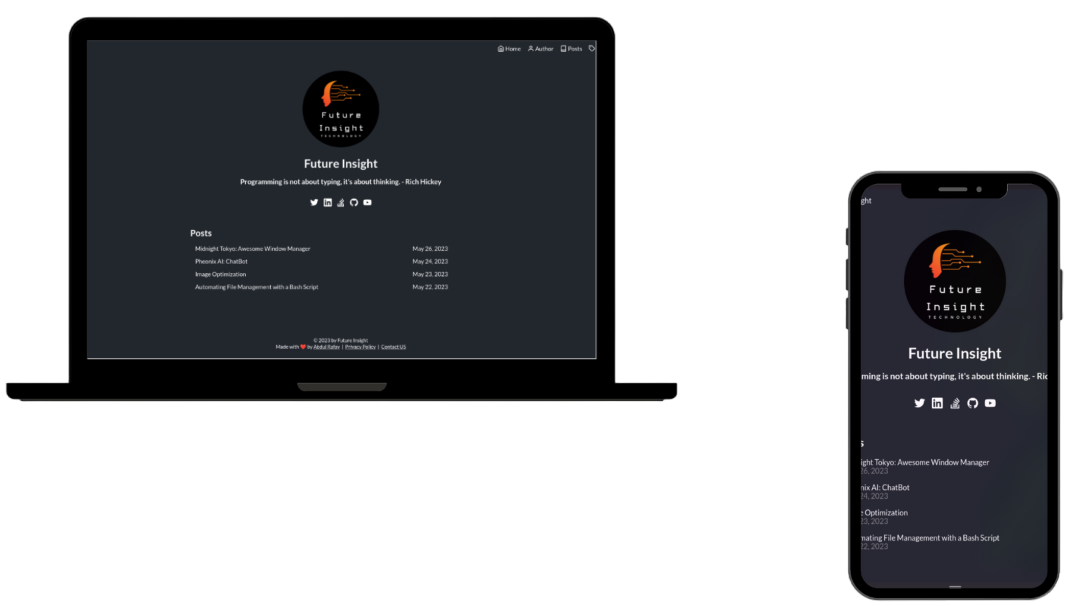 Home Author Posts
Future
Insight
TECHNOLOGY
Future Insight
Programming is not about typing, it's about thinking. - Rich Hickey
Posts
Midnight Tokyo: Awesome Window Manager May 26, 2023
Pheonix AI: ChatBot May 24, 2023
Image Optimization May 23, 2023
Automating File Management with a Bash Script May 22, 2023
© 2023 by Future Insight
Made with ❤️ by Abdul Rafay | Privacy Policy | Contact US
ght
Future
Insight
TECHNOLOGY
Future Insight
ming is not about typing, it's about thinking. - Ric
s
ight Tokyo: Awesome Window Manager
26, 2023
nix AI: ChatBot
24, 2023
e Optimization
23, 2023
mating File Management with a Bash Script
22, 2023